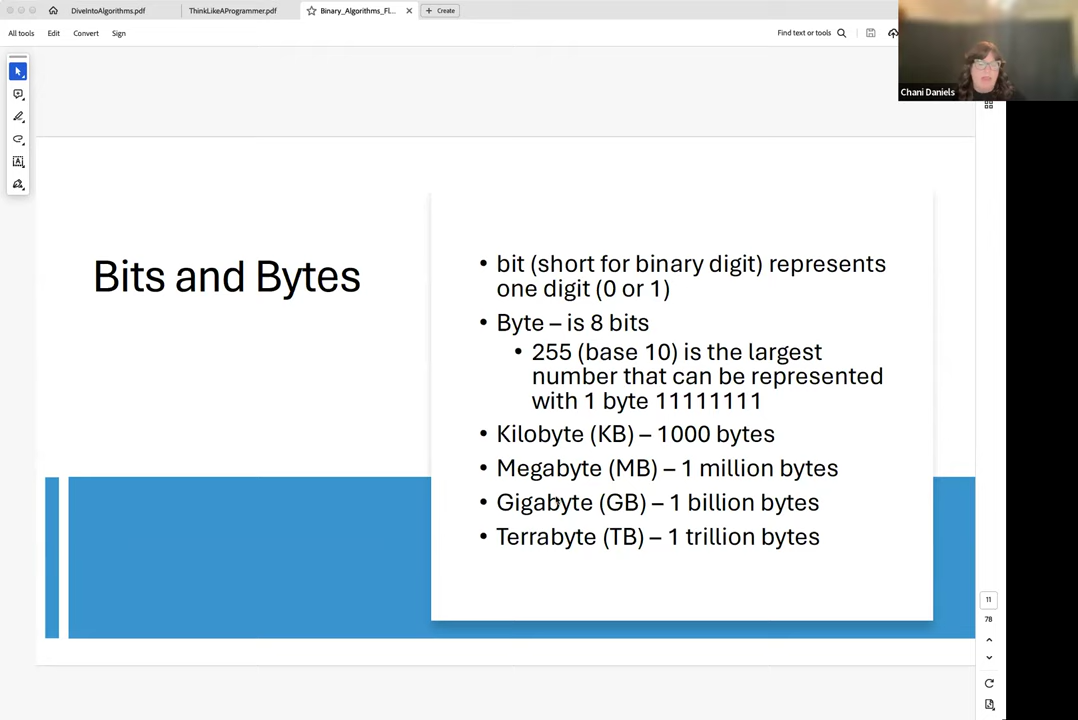 DiveIntoAlgorithms.pdf
ThinkLikeAProgrammer.pdf
Binary_Algorithms_Fl...
+ Create
All tools
Edit
Convert
Sign
Find text or tools
Chani Daniels
Bits and Bytes
• bit (short for binary digit) represents
one digit (0 or 1)
• Byte – is 8 bits
• 255 (base 10) is the largest
number that can be represented
with 1 byte 11111111
• Kilobyte (KB) – 1000 bytes
• Megabyte (MB) – 1 million bytes
• Gigabyte (GB) – 1 billion bytes
• Terrabyte (TB) – 1 trillion bytes
11
78